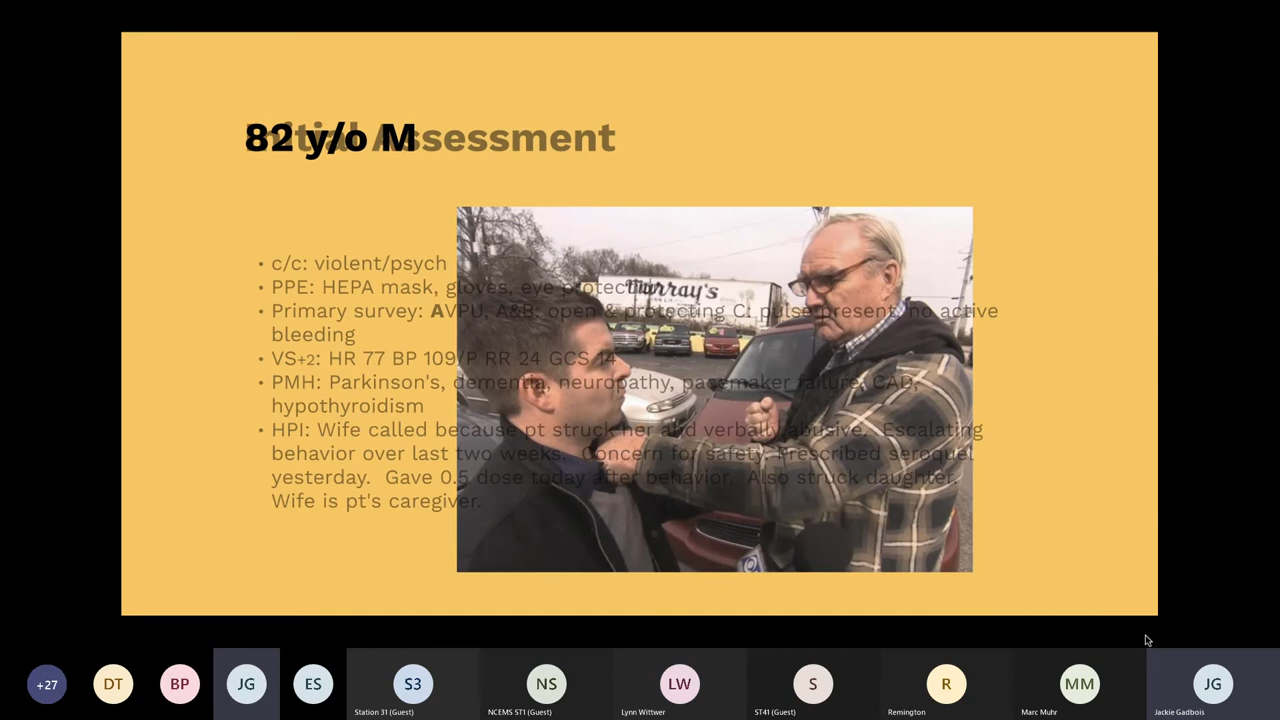 82 y/o M
Initial Assessment
• c/c: violent/psych
• PPE: HEPA mask, gloves, eye protection
• Primary survey: AVPU, A&B: open & protecting C: pulse present, no active
bleeding
• VS+2: HR 77 BP 109/P RR 24 GCS 14
• PMH: Parkinson's, dementia, neuropathy, pacemaker failure, CAD,
hypothyroidism
• HPI: Wife called because pt struck her and verbally abusive. Escalating
behavior over last two weeks. Concern for safety. Prescribed seroquel
yesterday. Gave 0.5 dose today after behavior. Also struck daughter.
Wife is pt's caregiver.
Murray's
+27
DT
BP
JG
ES
S3
NS
LW
S
R
MM
JG
Station 31 (Guest)
NCEMS ST1 (Guest)
Lynn Wittwer
ST41 (Guest)
Remington
Marc Muhr
Jackie Gadbois